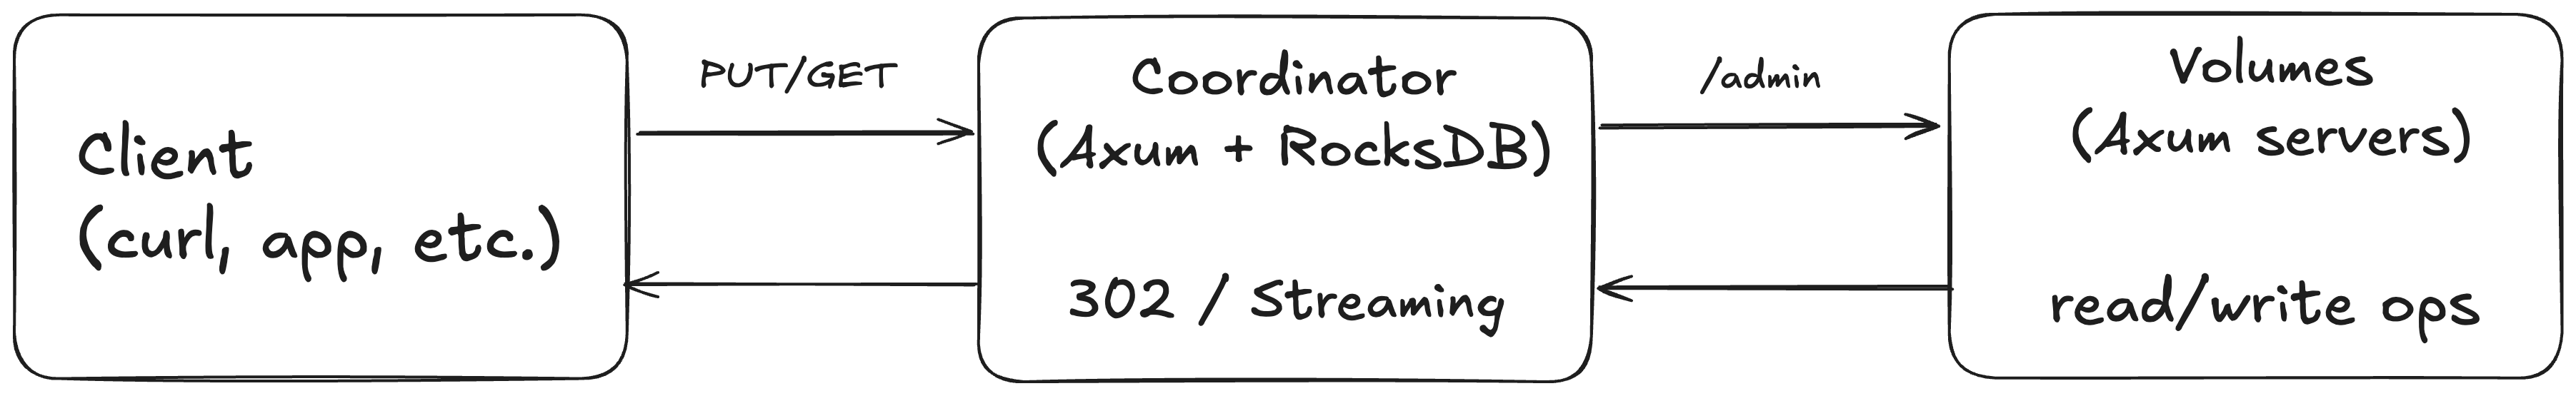 Client
(curl, app, etc.)
PUT/GET
Coordinator
(Axum + RocksDB)
302 / Streaming
/admin
Volumes
(Axum servers)
read/write ops